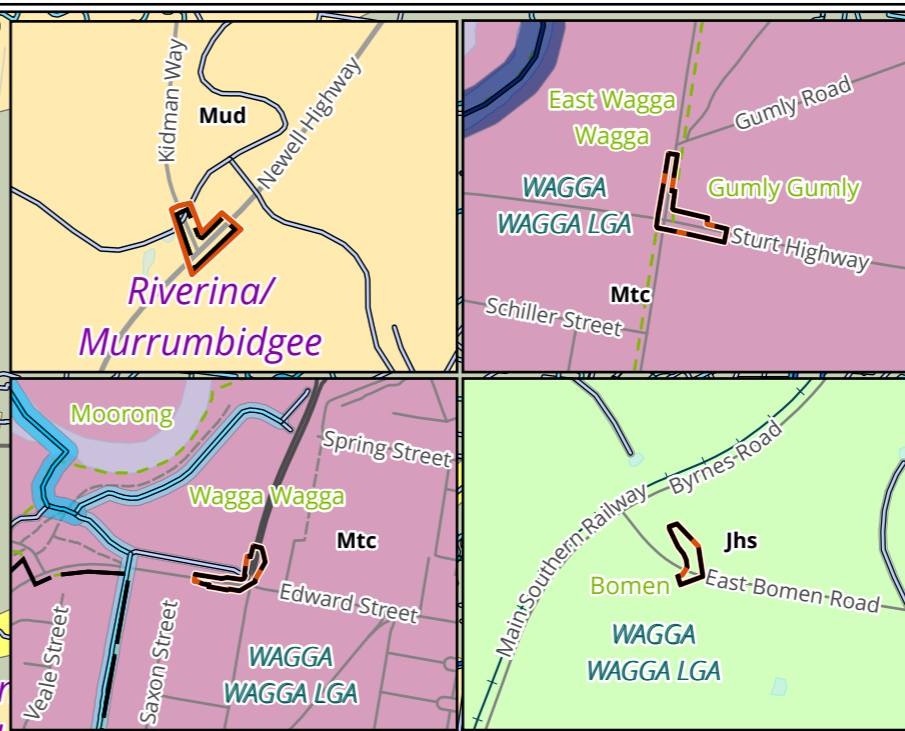 Kidman Way
Mud
Newell Highway
Riverina/
Murrumbidgee
East Wagga
Wagga
Gumly Road
WAGGA
WAGGA LGA
Gumly Gumly
Sturt Highway
Mtc
Schiller Street
Moorong
Spring Street
Wagga Wagga
Mtc
Edward Street
Veale Street
Saxon Street
WAGGA
WAGGA LGA
Main Southern Railway
Byrnes Road
Jhs
Bomen
East Bomen Road
WAGGA
WAGGA LGA